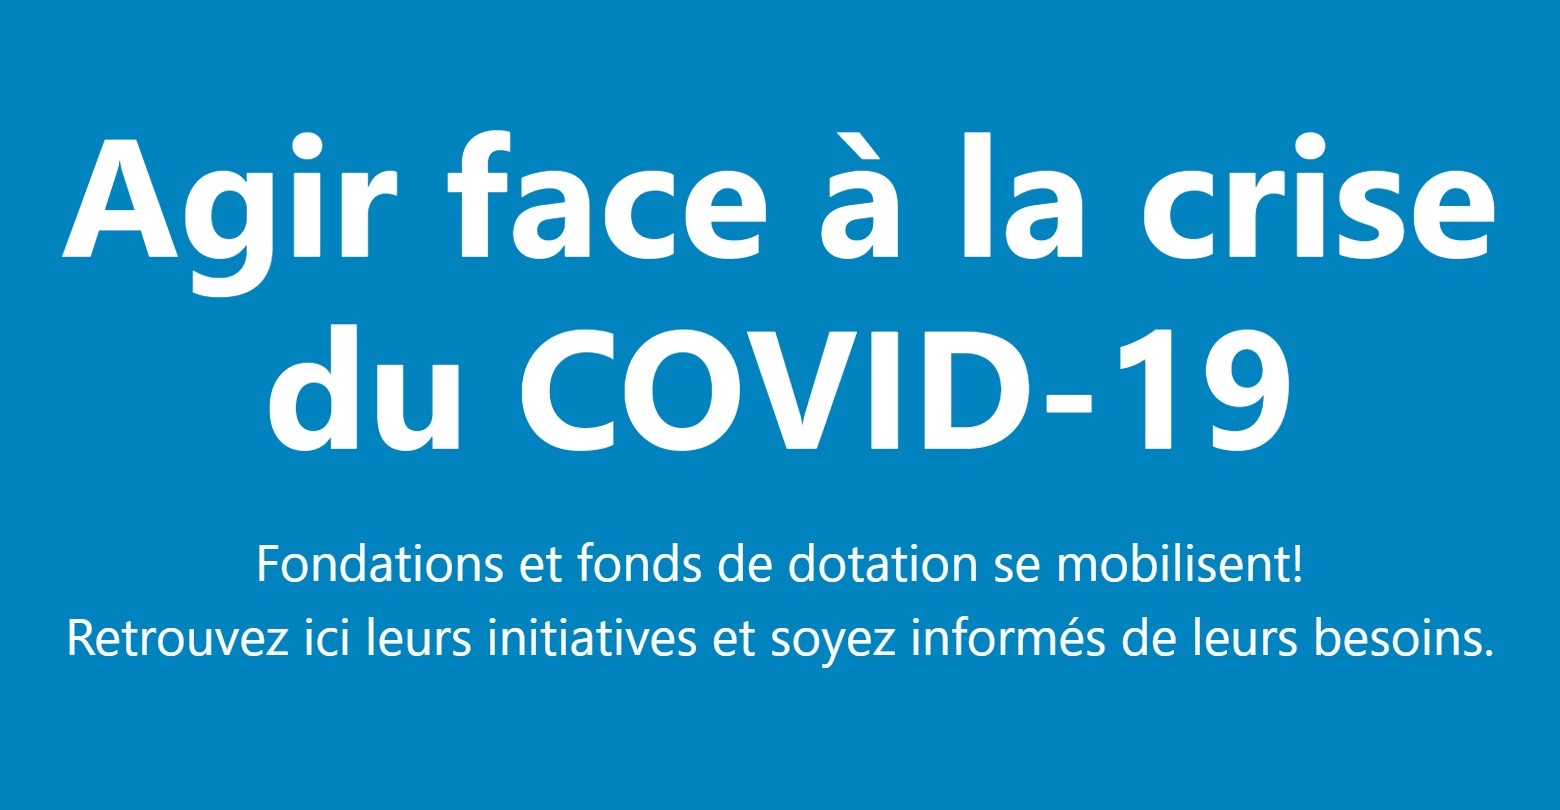 Agir face à la crise
du COVID-19
Fondations et fonds de dotation se mobilisent!
Retrouvez ici leurs initiatives et soyez informés de leurs besoins.